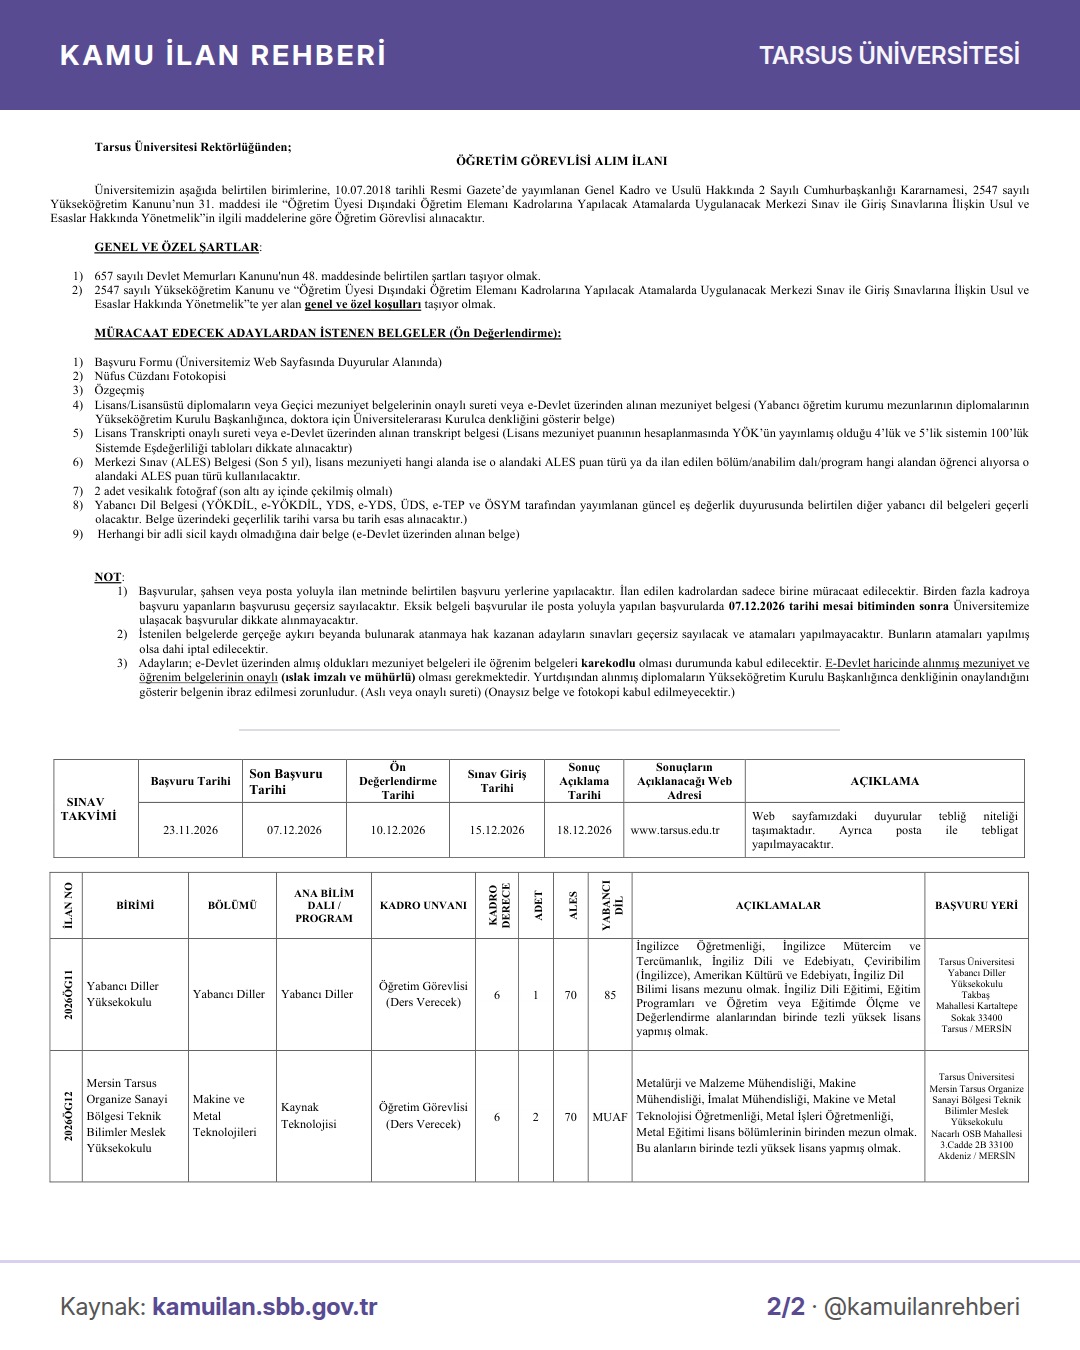 KAMU İLAN REHBERİ
TARSUS ÜNİVERSİTESİ
Tarsus Üniversitesi Rektörlüğünden;
ÖĞRETİM GÖREVLİSİ ALIM İLANI
Üniversitemizin aşağıda belirtilen birimlerine, 10.07.2018 tarihli Resmi Gazete’de yayımlanan Genel Kadro ve Usulü Hakkında 2 Sayılı Cumhurbaşkanlığı Kararnamesi, 2547 sayılı
Yükseköğretim Kanunu’nun 31. maddesi ile “Öğretim Üyesi Dışındaki Öğretim Elemanı Kadrolarına Yapılacak Atamalarda Uygulanacak Merkezi Sınav ile Giriş Sınavlarına İlişkin Usul ve
Esaslar Hakkında Yönetmelik”in ilgili maddelerine göre Öğretim Görevlisi alınacaktır.
GENEL VE ÖZEL ŞARTLAR:
1) 657 sayılı Devlet Memurları Kanunu'nun 48. maddesinde belirtilen şartları taşıyor olmak.
2) 2547 sayılı Yükseköğretim Kanunu ve “Öğretim Üyesi Dışındaki Öğretim Elemanı Kadrolarına Yapılacak Atamalarda Uygulanacak Merkezi Sınav ile Giriş Sınavlarına İlişkin Usul ve
Esaslar Hakkında Yönetmelik”te yer alan genel ve özel koşulları taşıyor olmak.
MÜRACAAT EDECEK ADAYLARDAN İSTENEN BELGELER (Ön Değerlendirme):
1) Başvuru Formu (Üniversitemiz Web Sayfasında Duyurular Alanında)
2) Nüfus Cüzdanı Fotokopisi
3) Özgeçmiş
4) Lisans/Lisansüstü diplomaların veya Geçici mezuniyet belgelerinin onaylı sureti veya e-Devlet üzerinden alınan mezuniyet belgesi (Yabancı öğretim kurumu mezunlarının diplomalarının
Yükseköğretim Kurulu Başkanlığınca, doktora için Üniversitelerarası Kurulca denkliğini gösterir belge)
5) Lisans Transkripti onaylı sureti veya e-Devlet üzerinden alınan transkript belgesi (Lisans mezuniyet puanının hesaplanmasında YÖK’ün yayınlamış olduğu 4’lük ve 5’lik sistemin 100’lük
Sistemde Eşdeğerliliği tabloları dikkate alınacaktır)
6) Merkezi Sınav (ALES) Belgesi (Son 5 yıl), lisans mezuniyeti hangi alanda ise o alandaki ALES puan türü ya da ilan edilen bölüm/anabilim dalı/program hangi alandan öğrenci alıyorsa o
alandaki ALES puan türü kullanılacaktır.
7) 2 adet vesikalık fotoğraf (son altı ay içinde çekilmiş olmalı)
8) Yabancı Dil Belgesi (YÖKDİL, e-YÖKDİL, YDS, e-YDS, ÜDS, e-TEP ve ÖSYM tarafından yayımlanan güncel eş değerlik duyurusunda belirtilen diğer yabancı dil belgeleri geçerli
olacaktır. Belge üzerindeki geçerlilik tarihi varsa bu tarih esas alınacaktır.)
9) Herhangi bir adli sicil kaydı olmadığına dair belge (e-Devlet üzerinden alınan belge)
NOT:
1) Başvurular, şahsen veya posta yoluyla ilan metninde belirtilen başvuru yerlerine yapılacaktır. İlan edilen kadrolardan sadece birine müracaat edilecektir. Birden fazla kadroya
başvuru yapanların başvurusu geçersiz sayılacaktır. Eksik belgeli başvurular ile posta yoluyla yapılan başvurularda 07.12.2026 tarihi mesai bitiminden sonra Üniversitemize
ulaşacak başvurular dikkate alınmayacaktır.
2) İstenilen belgelerde gerçeğe aykırı beyanda bulunarak atanmaya hak kazanan adayların sınavları geçersiz sayılacak ve atamaları yapılmayacaktır. Bunların atamaları yapılmış
olsa dahi iptal edilecektir.
3) Adayların; e-Devlet üzerinden almış oldukları mezuniyet belgeleri ile öğrenim belgeleri karekodlu olması durumunda kabul edilecektir. E-Devlet haricinde alınmış mezuniyet ve
öğrenim belgelerinin onaylı (ıslak imzalı ve mühürlü) olması gerekmektedir. Yurtdışından alınmış diplomaların Yükseköğretim Kurulu Başkanlığınca denkliğinin onaylandığını
gösterir belgenin ibraz edilmesi zorunludur. (Aslı veya onaylı sureti) (Onaysız belge ve fotokopi kabul edilmeyecektir.)
SINAV
TAKVİMİ
Başvuru Tarihi
Son Başvuru
Tarihi
Ön
Değerlendirme
Tarihi
Sınav Giriş
Tarihi
Sonuç
Açıklama
Tarihi
Sonuçların
Açıklanacağı Web
Adresi
AÇIKLAMA
23.11.2026
07.12.2026
10.12.2026
15.12.2026
18.12.2026
www.tarsus.edu.tr
Web sayfamızdaki duyurular tebliğ niteliği
taşımaktadır. Ayrıca posta ile tebligat
yapılmayacaktır.
İLAN NO
BİRİMİ
BÖLÜMÜ
ANA BİLİM
DALI /
PROGRAM
KADRO UNVANI
KADRO
DERECE
ADET
ALES
YABANCI
DİL
AÇIKLAMALAR
BAŞVURU YERİ
2026ÖG11
Yabancı Diller
Yüksekokulu
Yabancı Diller
Yabancı Diller
Öğretim Görevlisi
(Ders Verecek)
6
1
70
85
İngilizce Öğretmenliği, İngilizce Mütercim ve
Tercümanlık, İngiliz Dili ve Edebiyatı, Çeviribilim
(İngilizce), Amerikan Kültürü ve Edebiyatı, İngiliz Dil
Bilimi lisans mezunu olmak. İngiliz Dili Eğitimi, Eğitim
Programları ve Öğretim veya Eğitimde Ölçme ve
Değerlendirme alanlarından birinde tezli yüksek lisans
yapmış olmak.
Tarsus Üniversitesi
Yabancı Diller
Yüksekokulu
Takbaş
Mahallesi Kartaltepe
Sokak 33400
Tarsus / MERSİN
2026ÖG12
Mersin Tarsus
Organize Sanayi
Bölgesi Teknik
Bilimler Meslek
Yüksekokulu
Makine ve
Metal
Teknolojileri
Kaynak
Teknolojisi
Öğretim Görevlisi
(Ders Verecek)
6
2
70
MUAF
Metalürji ve Malzeme Mühendisliği, Makine
Mühendisliği, İmalat Mühendisliği, Makine ve Metal
Teknolojisi Öğretmenliği, Metal İşleri Öğretmenliği,
Metal Eğitimi lisans bölümlerinin birinden mezun olmak.
Bu alanların birinde tezli yüksek lisans yapmış olmak.
Tarsus Üniversitesi
Mersin Tarsus Organize
Sanayi Bölgesi Teknik
Bilimler Meslek
Yüksekokulu
Nacarlı OSB Mahallesi
3.Cadde 2B 33100
Akdeniz / MERSİN
Kaynak: kamuilan.sbb.gov.tr
2/2 · @kamuilanrehberi